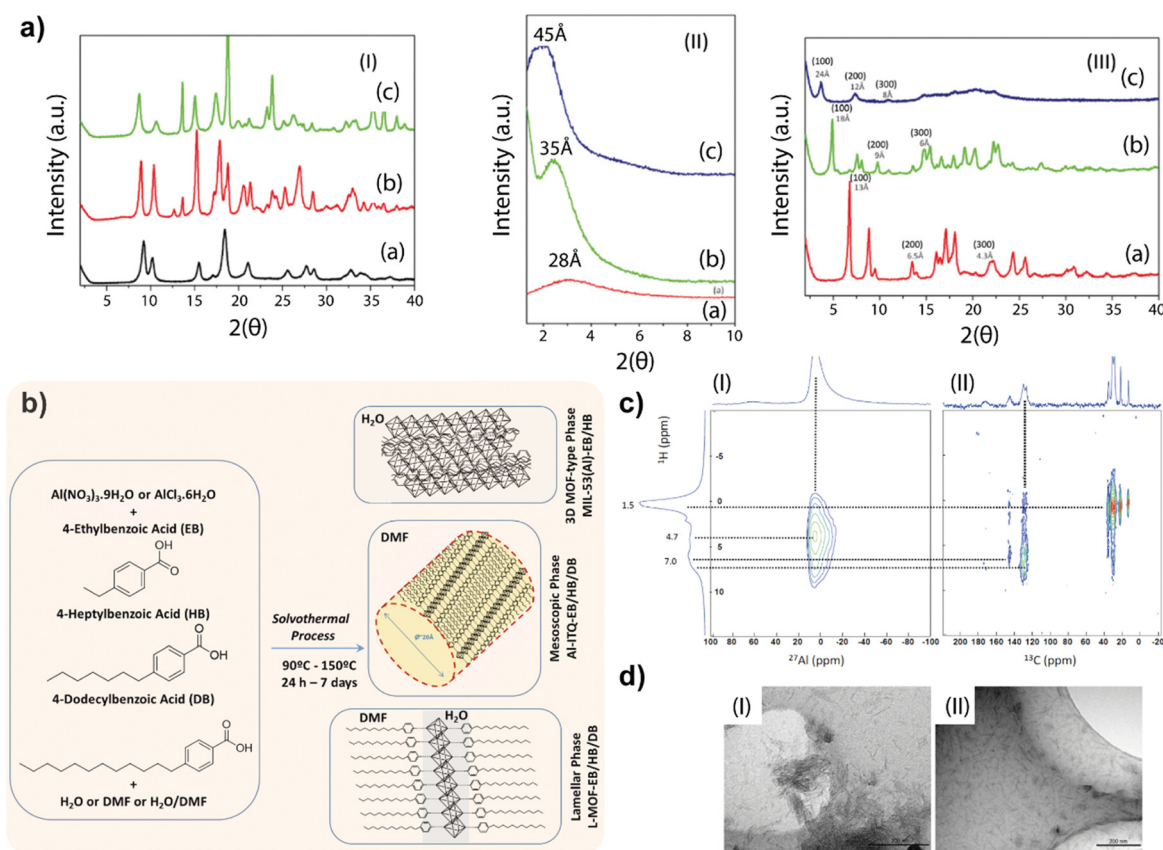 a)
Intensity (a.u.)
(I)
(c)
(b)
(a)
10 20 30 40
2(θ)
Intensity (a.u.)
(II)
45Å
35Å
28Å
(c)
(b)
(a)
(a)
2 4 6 8 10
2(θ)
Intensity (a.u.)
(III)
(100)
24Å
(200)
12Å
(300)
8Å
(c)
(100)
18Å
(200)
9Å
(300)
6Å
(b)
(100)
13Å
(200)
6.5Å
(300)
4.3Å
(a)
5 10 15 20 25 30 35 40
2(θ)
b)
Al(NO3)3.9H2O or AlCl3.6H2O
+
4-Ethylbenzoic Acid (EB)
OH
O
4-Heptylbenzoic Acid (HB)
O
OH
4-Dodecylbenzoic Acid (DB)
O
OH
+
H2O or DMF or H2O/DMF
Solvothermal
Process
90ºC - 150ºC
24 h – 7 days
H2O
3D MOF-type Phase
MIL-53(Al)-EB/HB
DMF
Mesoscopic Phase
Al-ITQ-EB/HB/DB
DMF
H2O
Lamellar Phase
L-MOF-EB/HB/DB
c)
(I)
(II)
1H (ppm)
-5
0
5
10
1.5
4.7
7.0
100 80 60 40 20 0 -20 -40 -60 -80 -100
27Al (ppm)
200 180 160 140 120 100 80 60 40 20 0 -20
13C (ppm)
d)
(I)
(II)
200 nm
200 nm